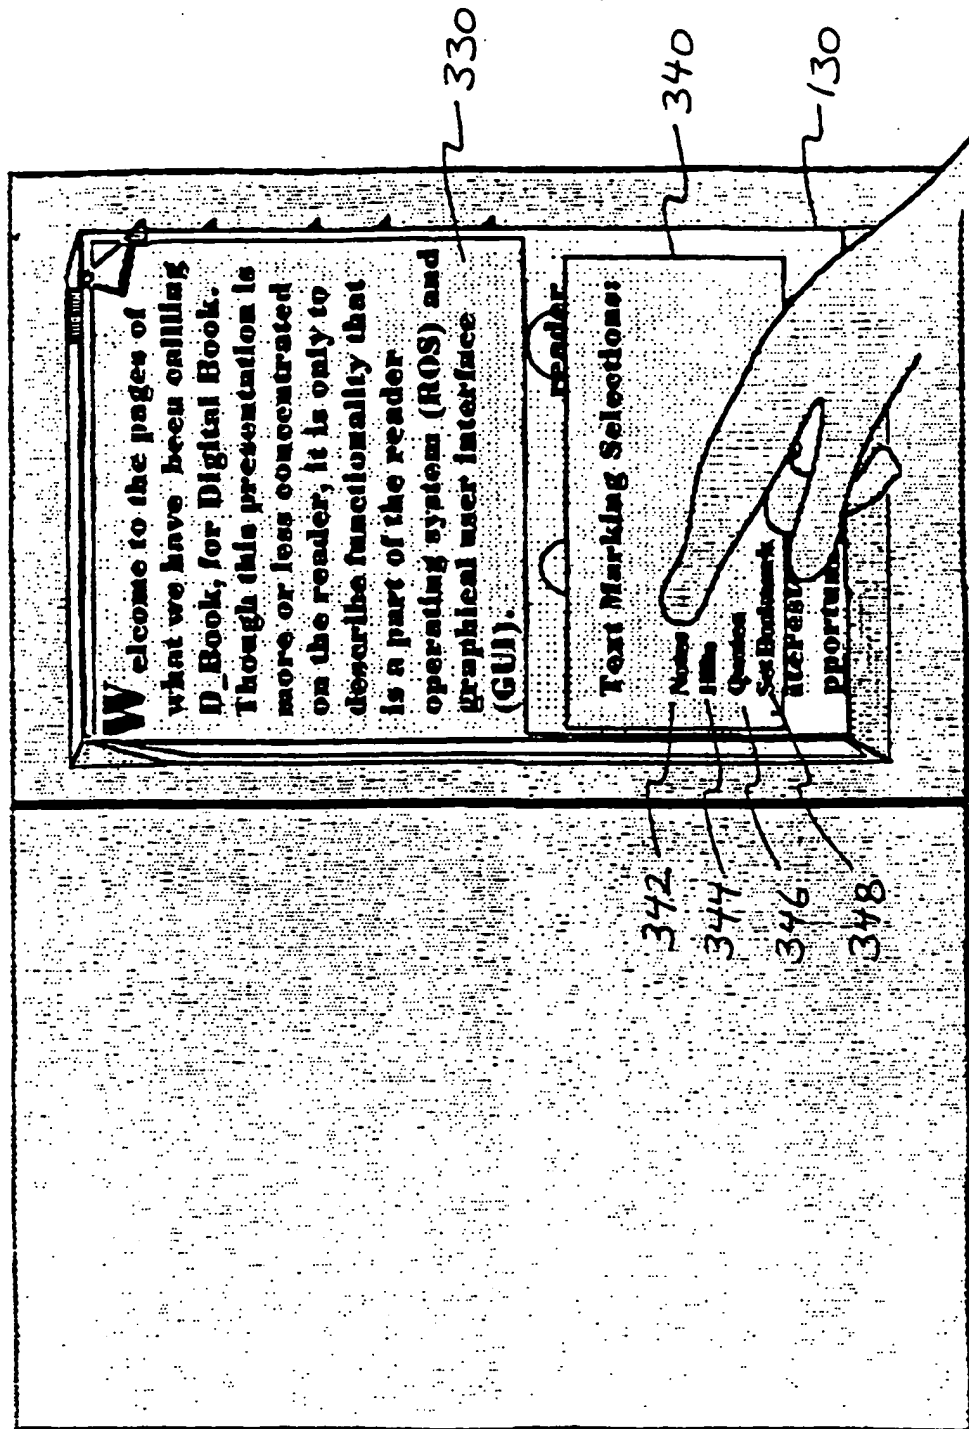 Welcome to the pages of
what we have been calling
D_Book, for Digital Book.
Though this presentation is
more or less concentrated
on the reader, it is only to
describe functionality that
is a part of the reader
operating system (ROS) and
graphical user interface
(GUI).
reader
Text Marking Selections:
Notes
Hilite
Quotes
Set Bookmark
pportun
330
340
130
342
344
346
348